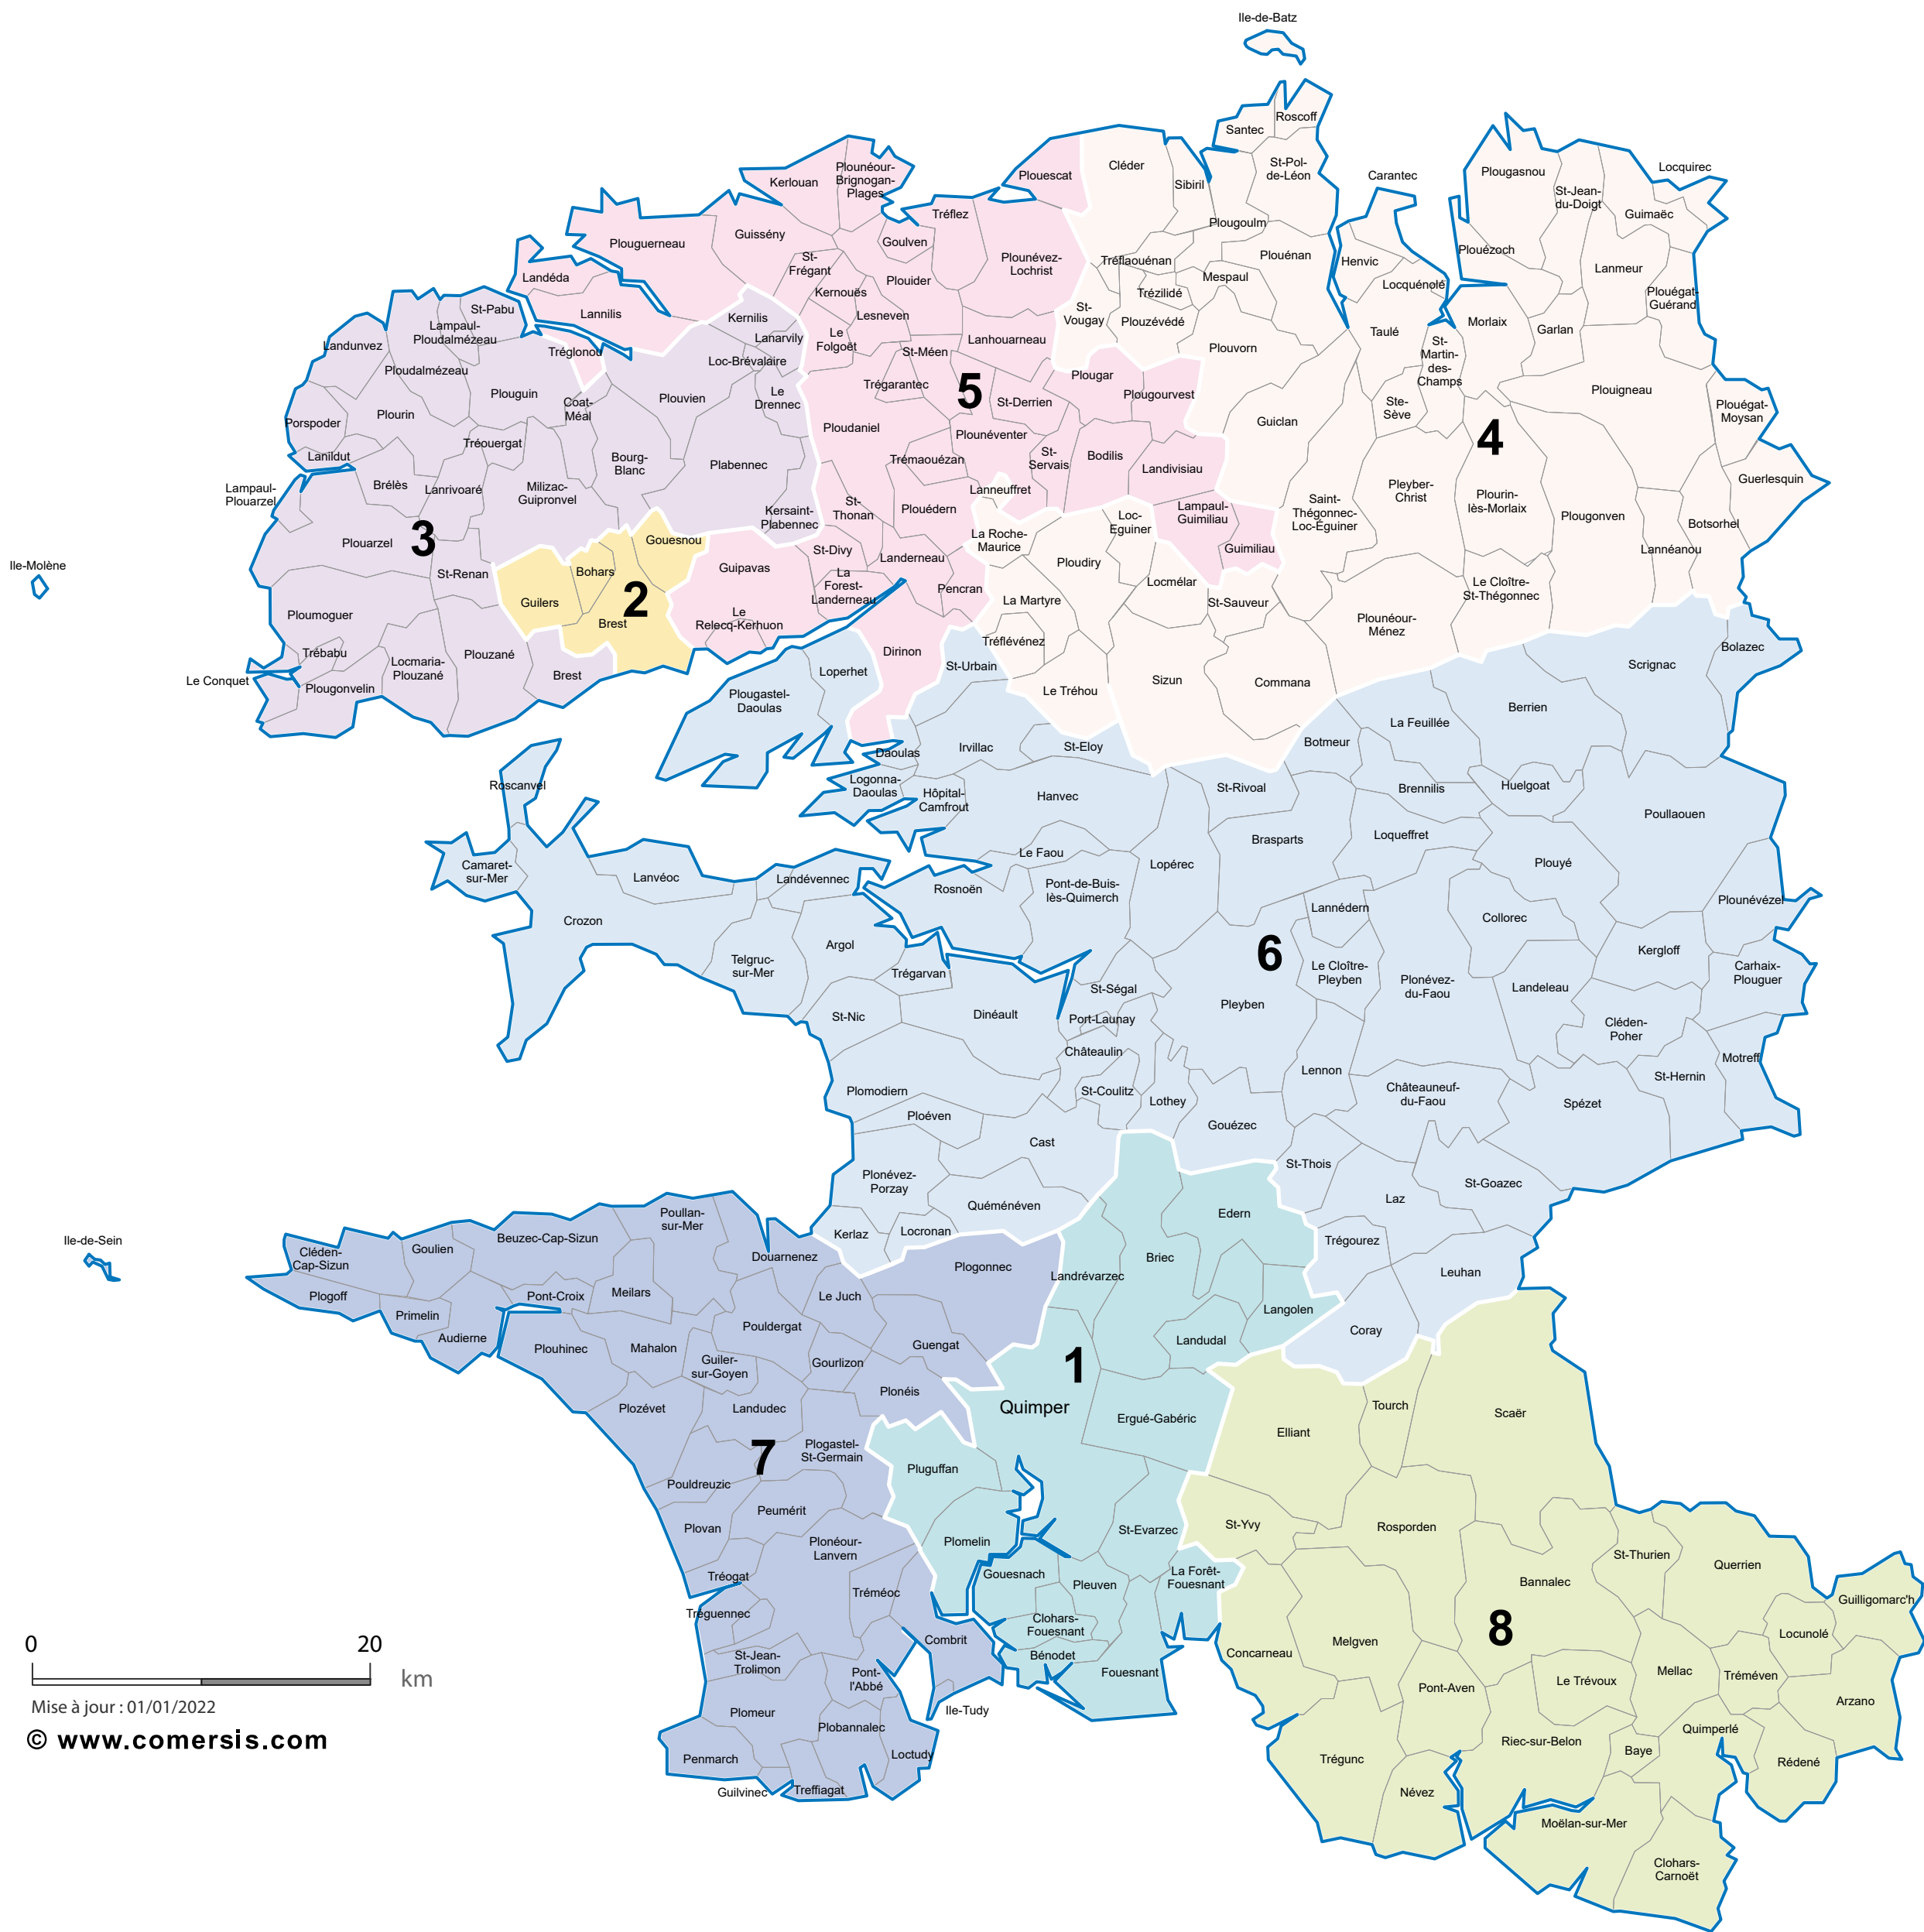 Ile-de-Batz
Roscoff
Santec
Plounéour-
Brignogan-
Plages
Kerlouan
Plouescat
Cléder
Sibiril
St-Pol-
de-Léon
Carantec
Plougasnou
St-Jean-
du-Doigt
Locquirec
Guimaëc
Tréflez
Plougoulm
Plouguerneau
Guissény
Goulven
Plouézoch
St-
Frégant
Plounévez-
Lochrist
Tréflaouénan
Plouénan
Henvic
Lanmeur
Landéda
Plouider
Mespaul
Locquénolé
Kernouës
Trézilidé
Plouégat-
Guérand
St-Pabu
Lannilis
Kernilis
Lesneven
St-
Vougay
Plouzévédé
Morlaix
Garlan
Taulé
Lampaul-
Ploudalmézeau
Lanarvily
Le
Folgoët
Lanhouarneau
Plouvorn
St-
Martin-
des-
Champs
Landunvez
Tréglonou
Loc-Brévalaire
St-Méen
Ploudalmézeau
Trégarantec
5
Plougar
Plougourvest
Plouigneau
Plouguin
Coat-
Méal
Plouvien
Le
Drennec
St-Derrien
Ste-
Sève
Plouégat-
Moysan
Porspoder
Plourin
Ploudaniel
Plounéventer
Guiclan
4
Tréouergat
Lanildut
Bourg-
Blanc
Plabennec
Trémaouézan
St-
Servais
Bodilis
Landivisiau
Guerlesquin
Lampaul-
Plouarzel
Brélès
Lanrivoaré
Milizac-
Guipronvel
Lanneuffret
Pleyber-
Christ
Plourin-
lès-Morlaix
Kersaint-
Plabennec
St-
Thonan
Plouédern
Loc-
Eguiner
Lampaul-
Guimiliau
Saint-
Thégonnec-
Loc-Éguiner
Plougonven
Botsorhel
3
Plouarzel
Gouesnou
La Roche-
Maurice
Guimiliau
Lannéanou
Ile-Molène
St-Renan
Bohars
Guipavas
St-Divy
Landerneau
Ploudiry
La
Forest-
Landerneau
Pencran
Locmélar
Le Cloître-
St-Thégonnec
Guilers
2
La Martyre
St-Sauveur
Ploumoguer
Brest
Le
Relecq-Kerhuon
Plounéour-
Ménez
Trébabu
Plouzané
Dirinon
Tréflévénez
Bolazec
Locmaria-
Plouzané
Loperhet
St-Urbain
Scrignac
Le Conquet
Plougonvelin
Brest
Plougastel-
Daoulas
Le Tréhou
Sizun
Commana
Berrien
La Feuillée
Botmeur
Daoulas
Irvillac
St-Eloy
Roscanvel
Logonna-
Daoulas
Hôpital-
Camfrout
Hanvec
St-Rivoal
Brennilis
Huelgoat
Poullaouen
Brasparts
Loqueffret
Le Faou
Camaret-
sur-Mer
Lanvéoc
Landévennec
Rosnoën
Pont-de-Buis-
lès-Quimerch
Lopérec
Plouyé
Plounévézel
Lannédern
Crozon
Collorec
Argol
6
Kergloff
Telgruc-
sur-Mer
Trégarvan
Le Cloître-
Pleyben
Carhaix-
Plouguer
St-Ségal
Plonévez-
du-Faou
Landeleau
St-Nic
Dinéault
Port-Launay
Pleyben
Cléden-
Poher
Châteaulin
Motreff
Lennon
St-Hernin
Plomodiern
St-Coulitz
Lothey
Châteauneuf-
du-Faou
Spézet
Ploéven
Gouézec
Cast
St-Thois
Plonévez-
Porzay
St-Goazec
Laz
Quéménéven
Poullan-
sur-Mer
Edern
Kerlaz
Locronan
Trégourez
Ile-de-Sein
Beuzec-Cap-Sizun
Goulien
Cléden-
Cap-Sizun
Douarnenez
Briec
Plogonnec
Landrévarzec
Leuhan
Plogoff
Pont-Croix
Meilars
Le Juch
Langolen
Primelin
Audierne
Pouldergat
Landudal
Coray
Plouhinec
Mahalon
Guengat
Guiler-
sur-Goyen
Gourlizon
1
Plonéis
Quimper
Tourch
Plozévet
Landudec
Ergué-Gabéric
Scaër
Elliant
7
Plogastel-
St-Germain
Pluguffan
Pouldreuzic
Peumérit
Plovan
St-Evarzec
St-Yvy
Rosporden
Plonéour-
Lanvern
Plomelin
St-Thurien
Querrien
Tréogat
Tréméoc
Gouesnach
Pleuven
La Forêt-
Fouesnant
Bannalec
Guilligomarc'h
Tréguennec
Clohars-
Fouesnant
8
Locunolé
Combrit
Melgven
0 20
km
St-Jean-
Trolimon
Bénodet
Concarneau
Pont-
l'Abbé
Fouesnant
Mellac
Tréméven
Le Trévoux
Pont-Aven
Arzano
Mise à jour : 01/01/2022
Plomeur
Ile-Tudy
Plobannalec
Quimperlé
© www.comersis.com
Riec-sur-Belon
Baye
Penmarch
Loctudy
Trégunc
Rédené
Guilvinec
Treffiagat
Névez
Moëlan-sur-Mer
Clohars-
Carnoët